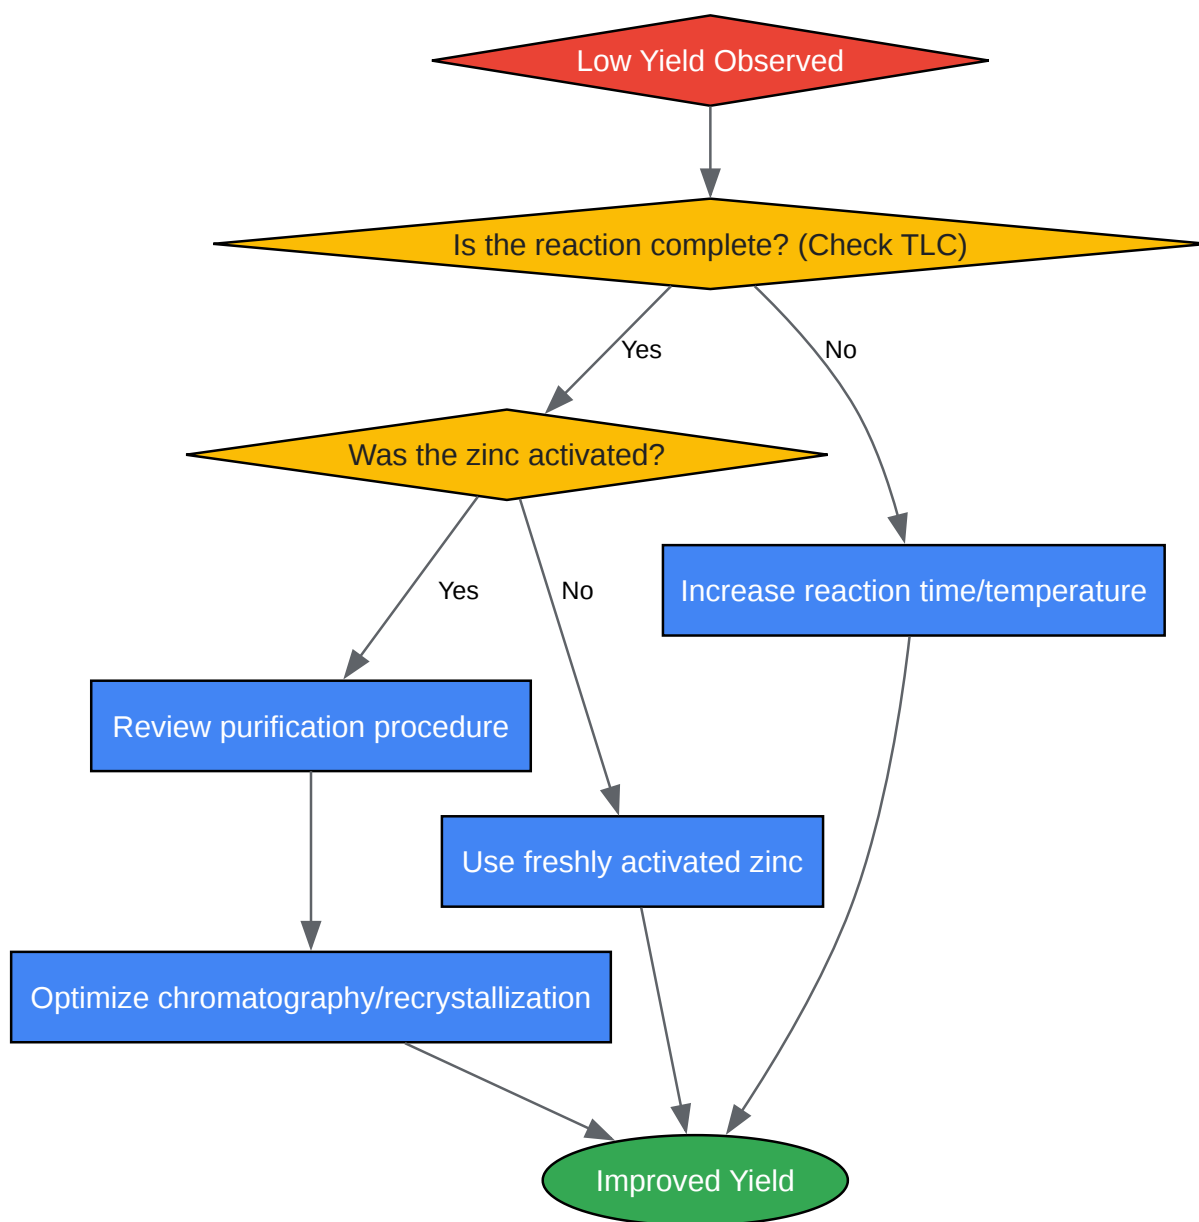 Low Yield Observed
Is the reaction complete? (Check TLC)
Yes
No
Was the zinc activated?
Yes
No
Increase reaction time/temperature
Review purification procedure
Use freshly activated zinc
Optimize chromatography/recrystallization
Improved Yield